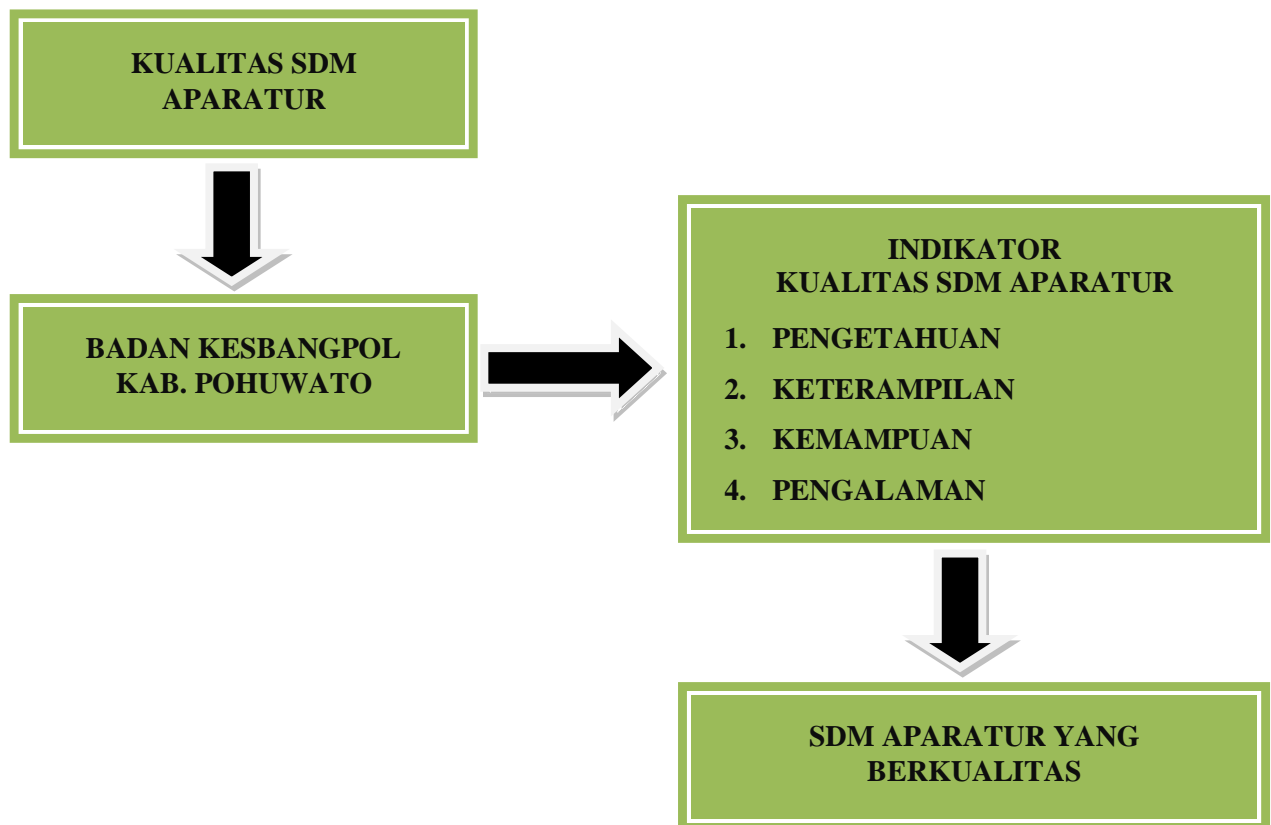 KUALITAS SDM
APARATUR
BADAN KESBANGPOL
KAB. POHUWATO
INDIKATOR
KUALITAS SDM APARATUR
1. PENGETAHUAN
2. KETERAMPILAN
3. KEMAMPUAN
4. PENGALAMAN
SDM APARATUR YANG
BERKUALITAS